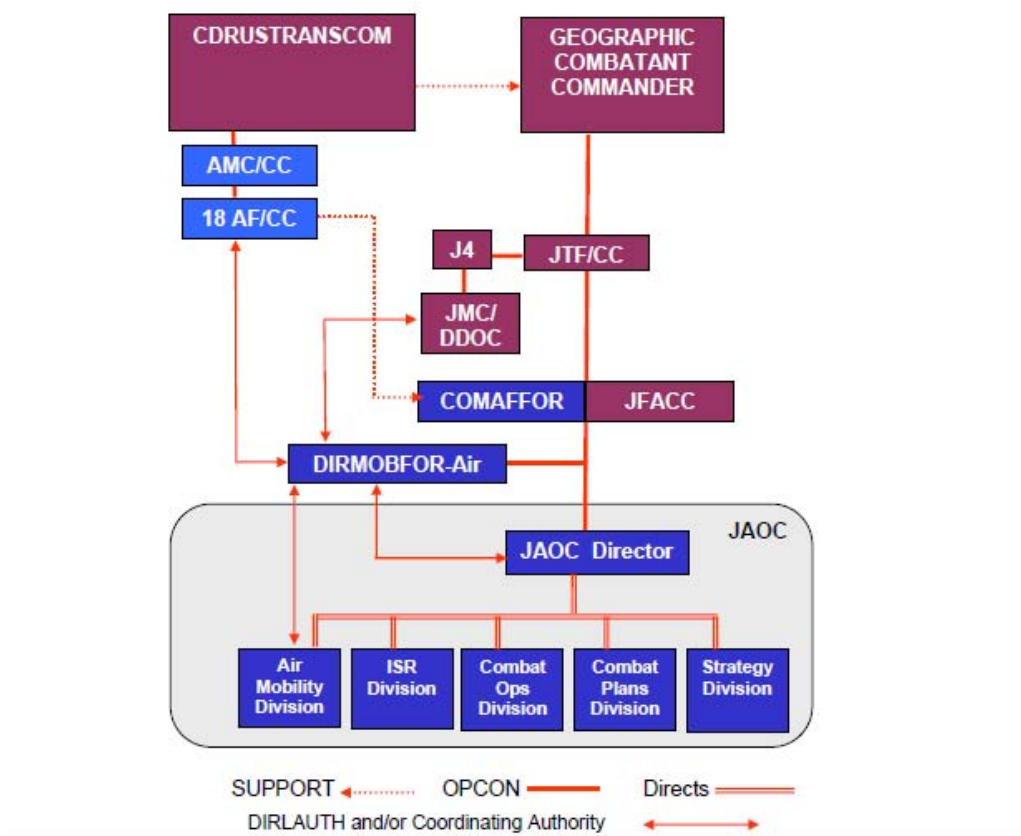 CDRUSTRANSCOM
GEOGRAPHIC
COMBATANT
COMMANDER
AMC/CC
18 AF/CC
J4
JTF/CC
JMC/
DDOC
COMAFFOR
JFACC
DIRMOBFOR-Air
JAOC
JAOC Director
Air
Mobility
Division
ISR
Division
Combat
Ops
Division
Combat
Plans
Division
Strategy
Division
SUPPORT
OPCON
Directs
DIRLAUTH and/or Coordinating Authority